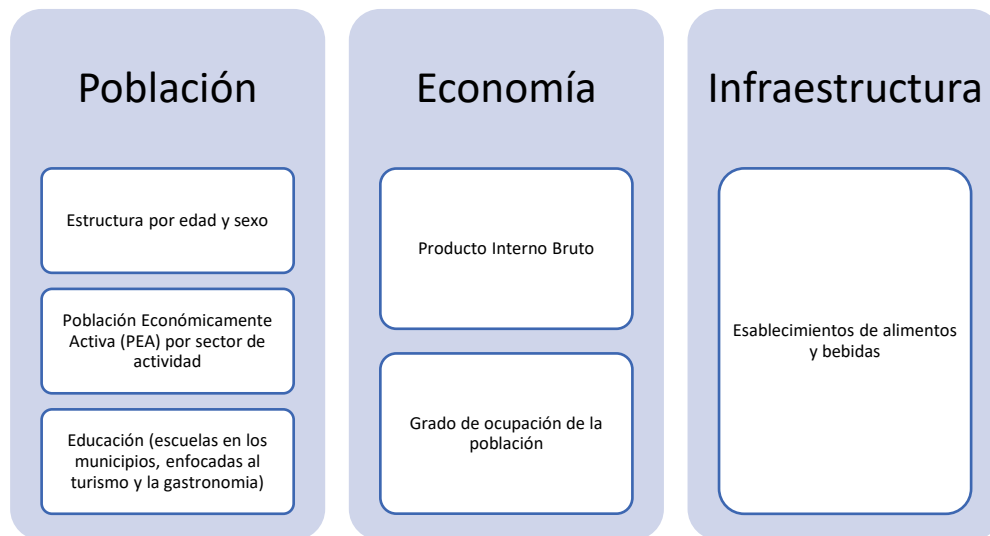 Población
Estructura por edad y sexo
Población Económicamente
Activa (PEA) por sector de
actividad
Educación (escuelas en los
municipios, enfocadas al
turismo y la gastronomia)
Economía
Producto Interno Bruto
Grado de ocupación de la
población
Infraestructura
Esablecimientos de alimentos
y bebidas